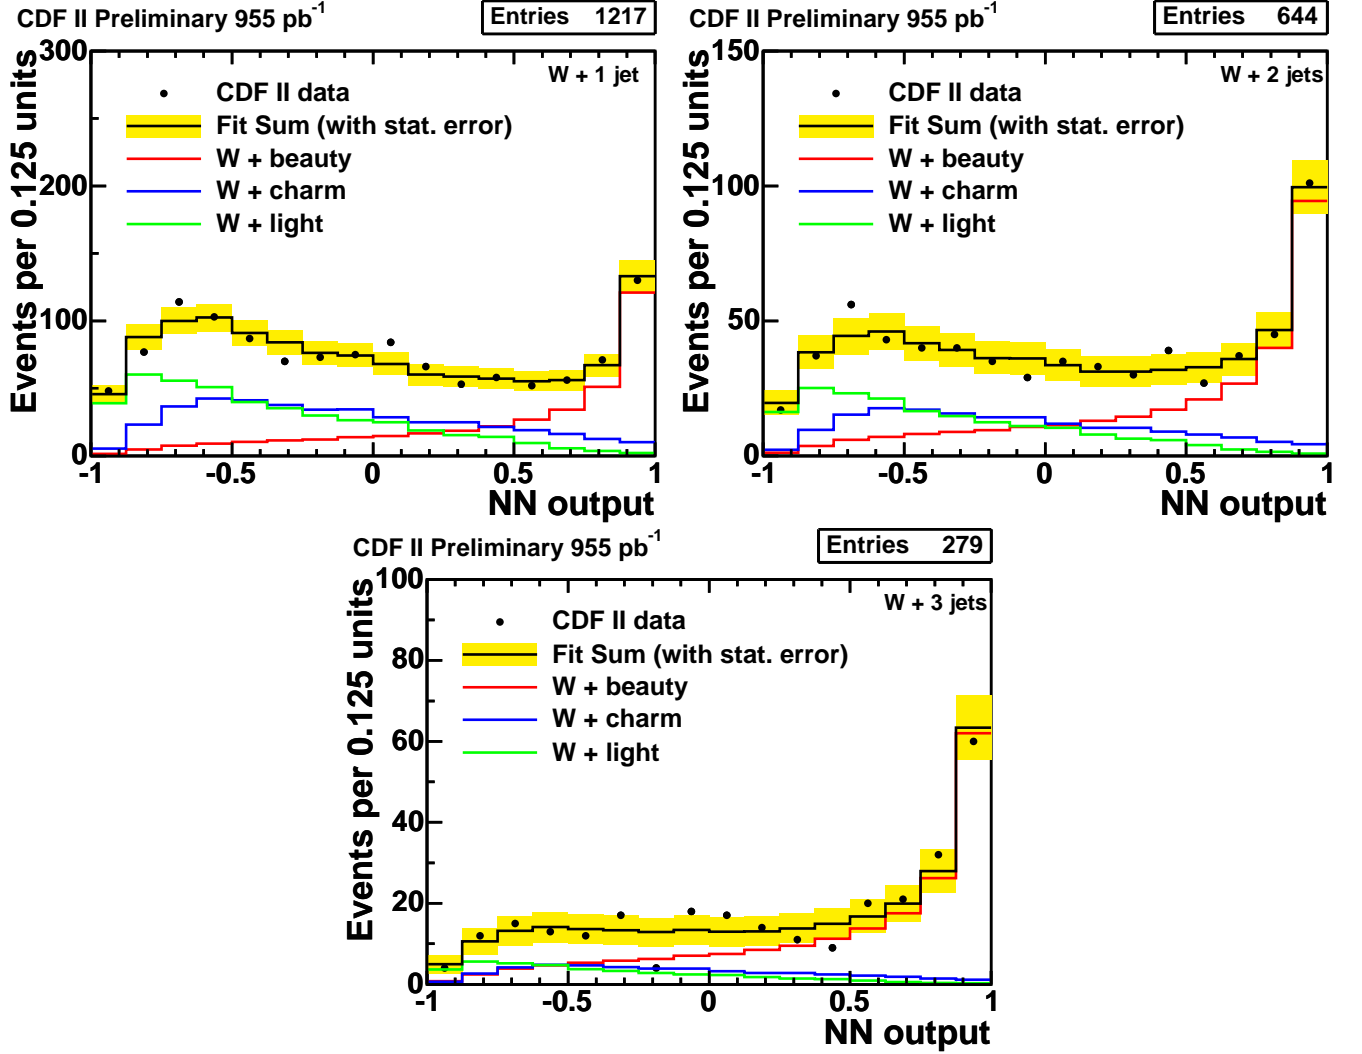 CDF II Preliminary 955 pb-1
Entries 1217
W + 1 jet
CDF II data
Fit Sum (with stat. error)
W + beauty
W + charm
W + light
Events per 0.125 units
300
200
100
0
-1 -0.5 0 0.5 1
NN output
CDF II Preliminary 955 pb-1
Entries 644
W + 2 jets
CDF II data
Fit Sum (with stat. error)
W + beauty
W + charm
W + light
Events per 0.125 units
150
100
50
0
-1 -0.5 0 0.5 1
NN output
CDF II Preliminary 955 pb-1
Entries 279
W + 3 jets
CDF II data
Fit Sum (with stat. error)
W + beauty
W + charm
W + light
Events per 0.125 units
100
80
60
40
20
0
-1 -0.5 0 0.5 1
NN output